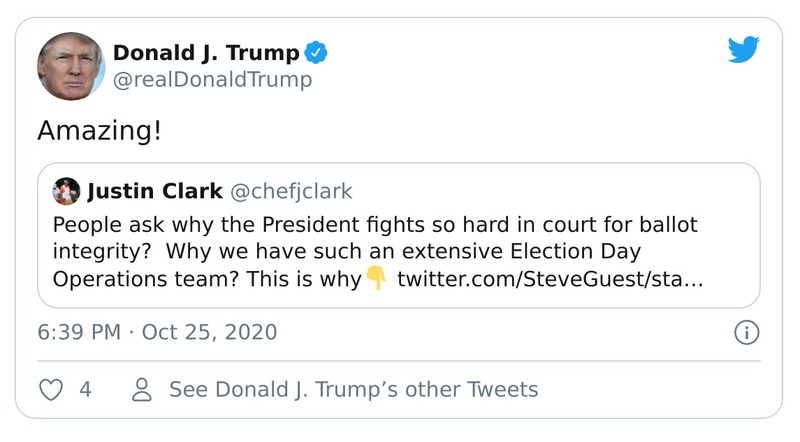 Donald J. Trump
@realDonaldTrump
Amazing!
Justin Clark @chefjclark
People ask why the President fights so hard in court for ballot
integrity?  Why we have such an extensive Election Day
Operations team? This is why👇 twitter.com/SteveGuest/sta…
6:39 PM · Oct 25, 2020
4 See Donald J. Trump’s other Tweets